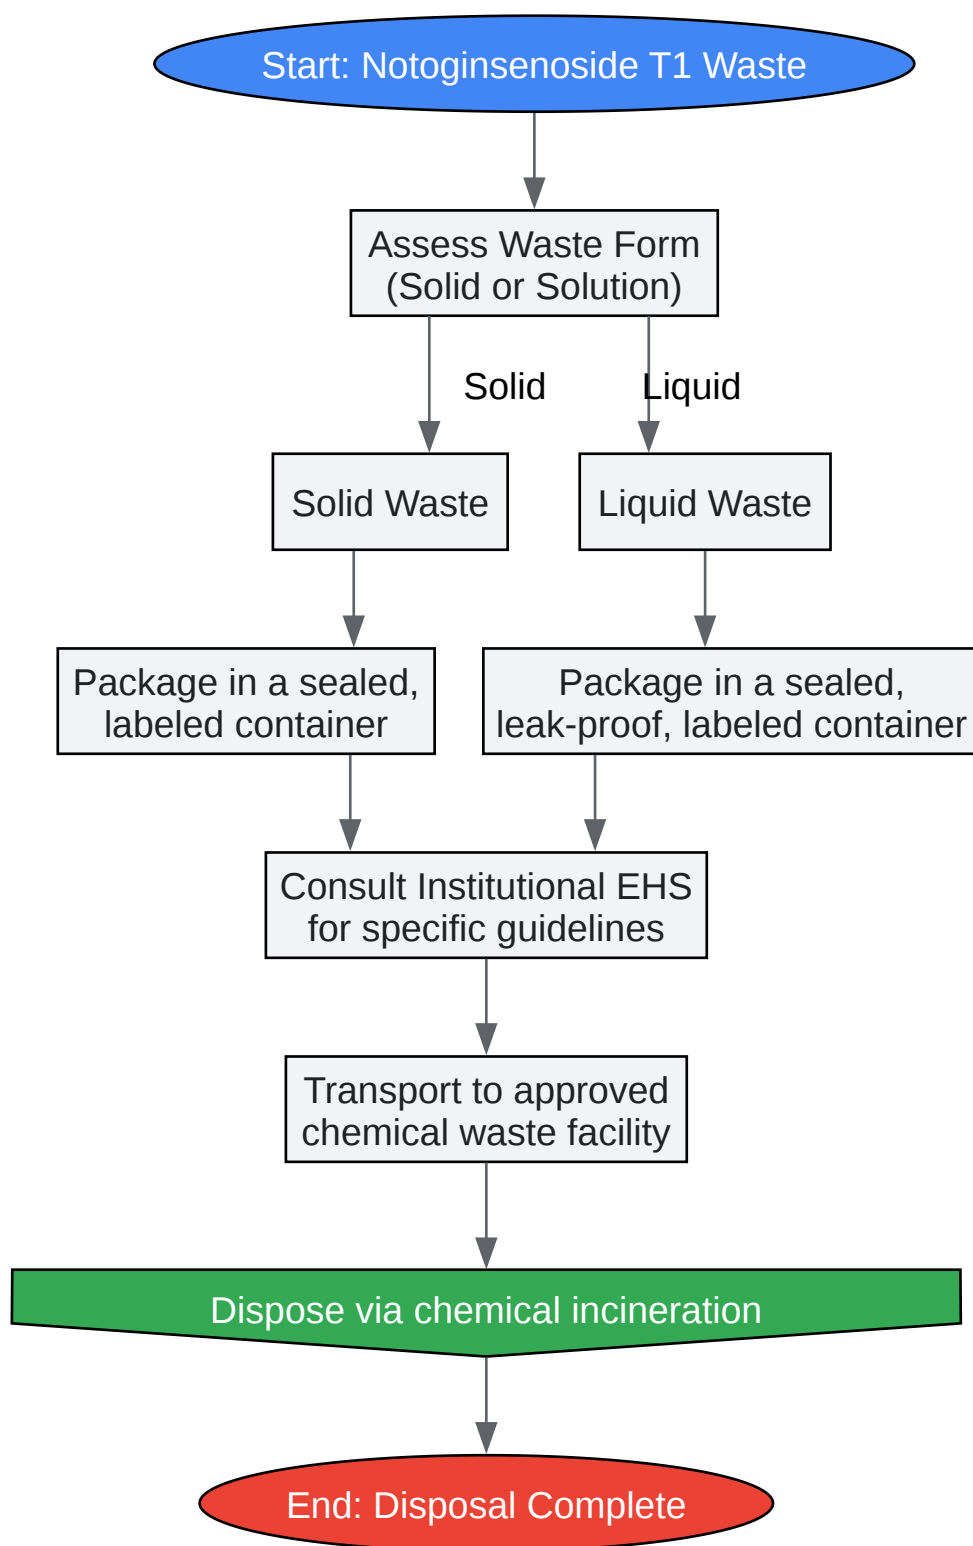 Start: Notoginsenoside T1 Waste
Assess Waste Form
(Solid or Solution)
Solid
Liquid
Solid Waste
Liquid Waste
Package in a sealed,
labeled container
Package in a sealed,
leak-proof, labeled container
Consult Institutional EHS
for specific guidelines
Transport to approved
chemical waste facility
Dispose via chemical incineration
End: Disposal Complete